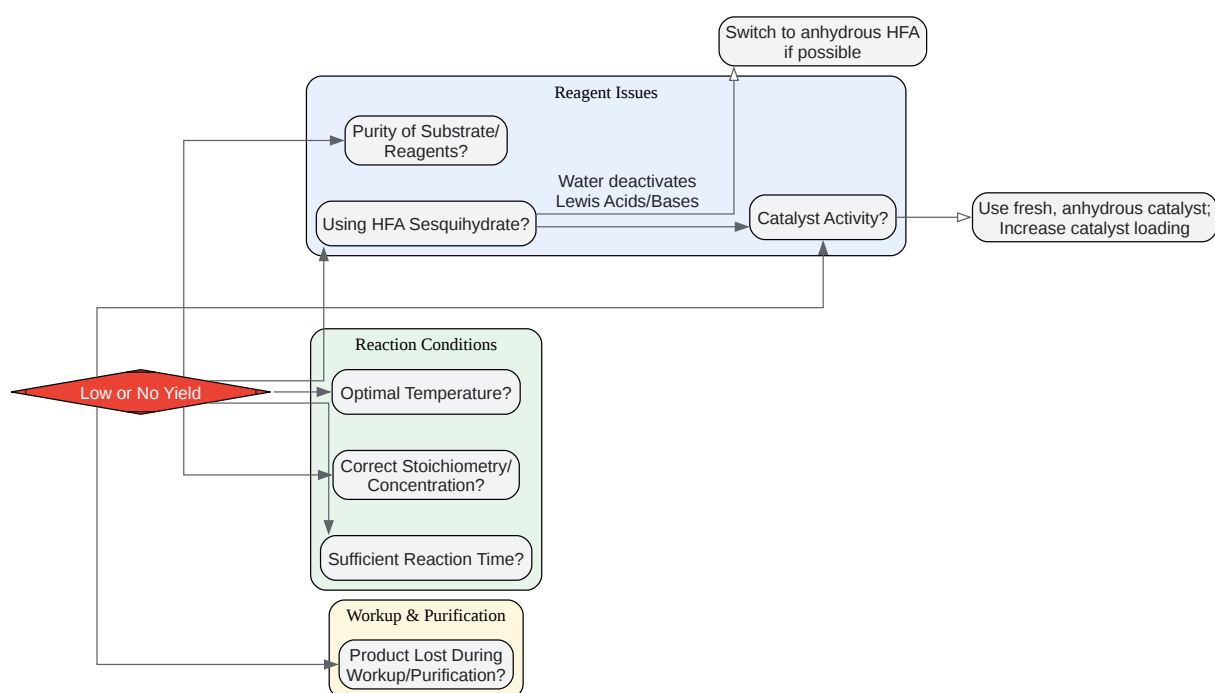 Switch to anhydrous HFA
if possible
Reagent Issues
Purity of Substrate/
Reagents?
Water deactivates
Lewis Acids/Bases
Using HFA Sesquihydrate?
Catalyst Activity?
Use fresh, anhydrous catalyst;
Increase catalyst loading
Reaction Conditions
Low or No Yield
Optimal Temperature?
Correct Stoichiometry/
Concentration?
Sufficient Reaction Time?
Workup & Purification
Product Lost During
Workup/Purification?